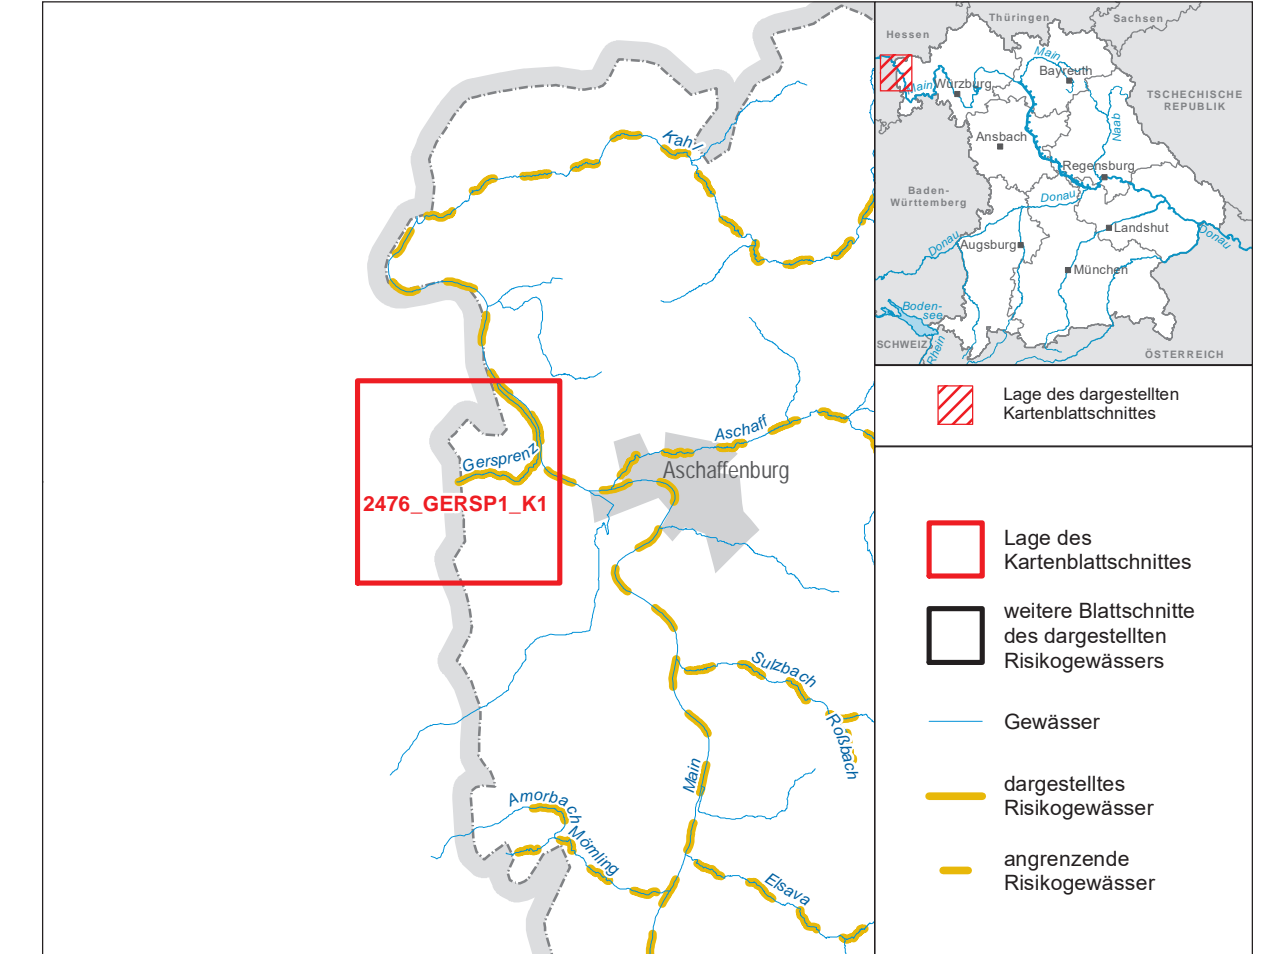 Kahl
Gersprenz
2476_GERSP1_K1
Aschaff
Aschaffenburg
Sulzbach
Roßbach
Main
Amorbach
Mömling
Elsava
Thüringen
Sachsen
Hessen
Main
Bayreuth
Main
Würzburg
TSCHECHISCHE
REPUBLIK
Naab
Ansbach
Regensburg
Baden-
Württemberg
Donau
Landshut
Donau
Donau
Augsburg
München
Boden-
see
SCHWEIZ
Rhein
ÖSTERREICH
Lage des dargestellten
Kartenblattschnittes
Lage des
Kartenblattschnittes
weitere Blattschnitte
des dargestellten
Risikogewässers
Gewässer
dargestelltes
Risikogewässer
angrenzende
Risikogewässer